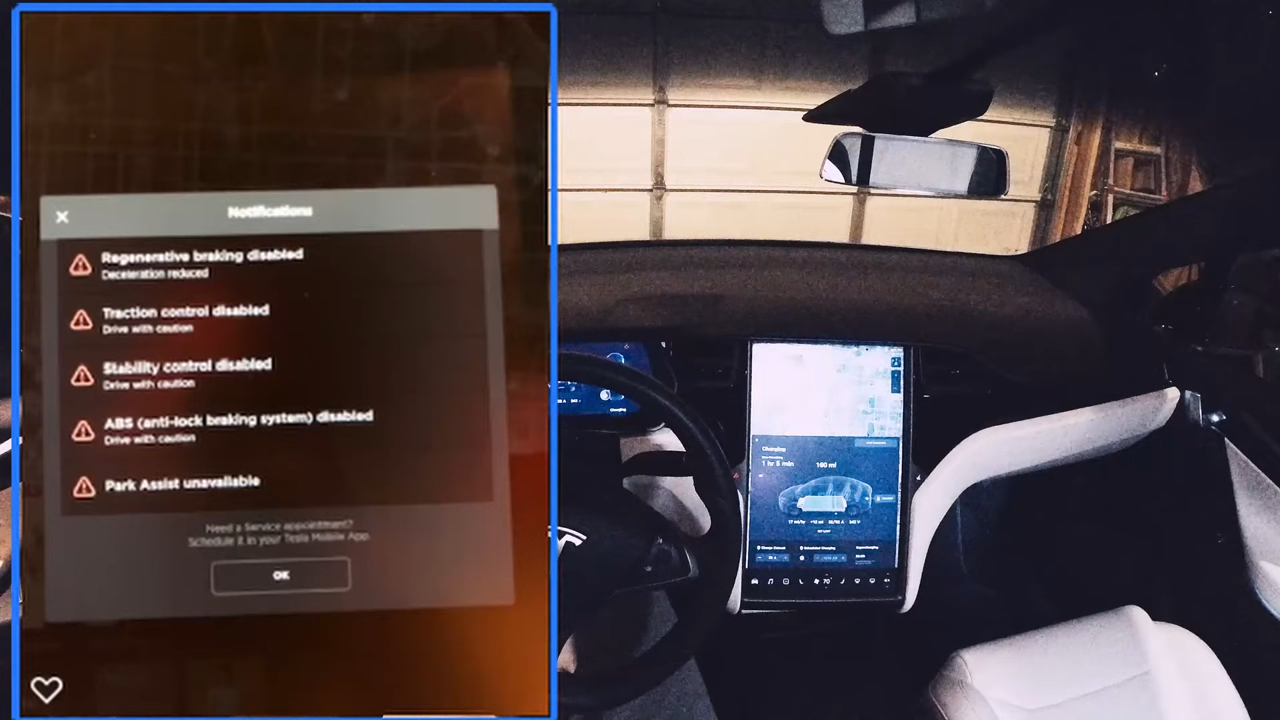 Notifications
Regenerative braking disabled
Deceleration reduced
Traction control disabled
Drive with caution
Stability control disabled
Drive with caution
ABS (anti-lock braking system) disabled
Drive with caution
Park Assist unavailable
Need a Service appointment?
Schedule it in your Tesla Mobile App.
OK
Charging
Charging
1 hr 5 min
160 mi
70°